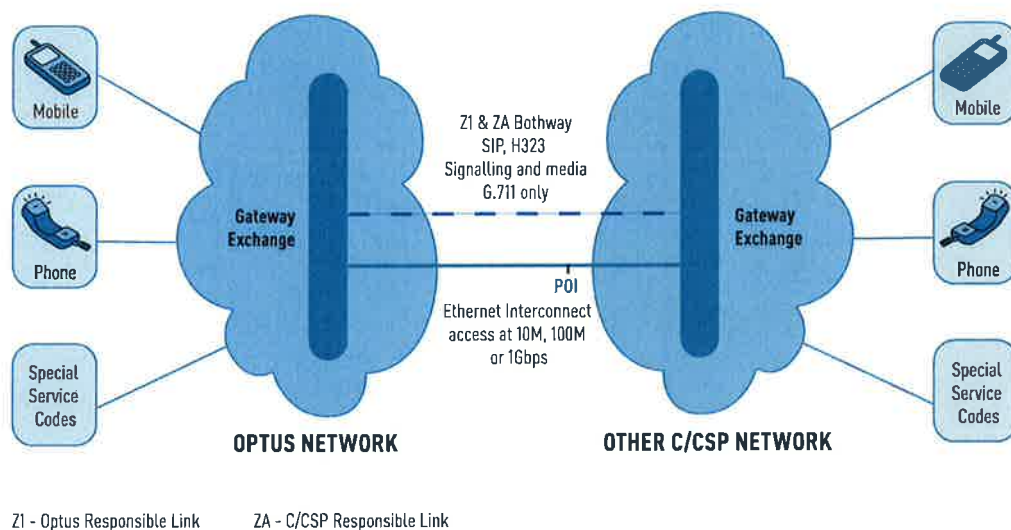 Mobile
Phone
Special
Service
Codes
Gateway
Exchange
Z1 & ZA Bothway
SIP, H323
Signalling and media
G.711 only
POI
Ethernet Interconnect
access at 10M, 100M
or 1Gbps
Gateway
Exchange
Mobile
Phone
Special
Service
Codes
OPTUS NETWORK
OTHER C/CSP NETWORK
Z1 - Optus Responsible Link
ZA - C/CSP Responsible Link